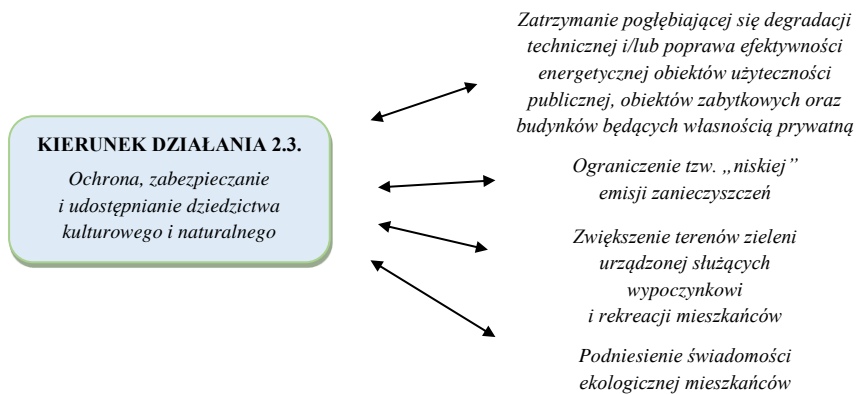 KIERUNEK DZIAŁANIA 2.3.
Ochrona, zabezpieczanie
i udostępnianie dziedzictwa
kulturowego i naturalnego
Zatrzymanie pogłębiającej się degradacji
technicznej i/lub poprawa efektywności
energetycznej obiektów użyteczności
publicznej, obiektów zabytkowych oraz
budynków będących własnością prywatną
Ograniczenie tzw. „niskiej”
emisji zanieczyszczeń
Zwiększenie terenów zieleni
urządzonej służących
wypoczynkowi
i rekreacji mieszkańców
Podniesienie świadomości
ekologicznej mieszkańców